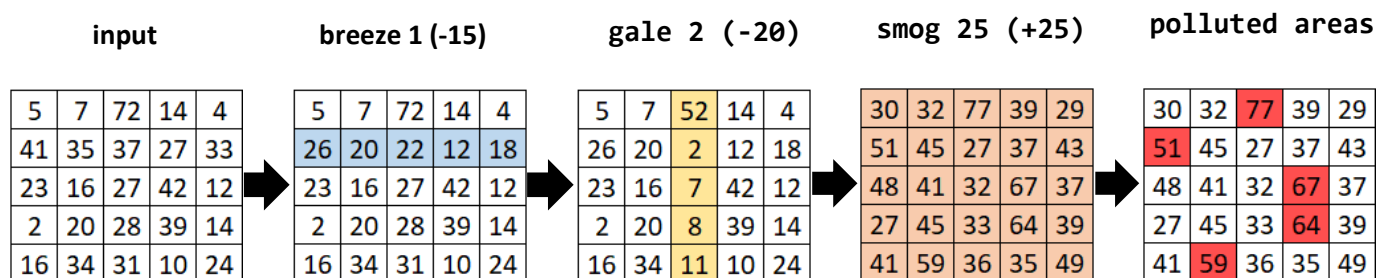 input breeze 1 (-15) gale 2 (-20) smog 25 (+25) polluted areas
5 7 72 14 4 5 7 72 14 4 5 7 52 14 4 30 32 77 39 29 30 32 77 39 29
41 35 37 27 33 26 20 22 12 18 26 20 2 12 18 51 45 27 37 43 51 45 27 37 43
23 16 27 42 12 23 16 27 42 12 23 16 7 42 12 48 41 32 67 37 48 41 32 67 37
2 20 28 39 14 2 20 28 39 14 2 20 8 39 14 27 45 33 64 39 27 45 33 64 39
16 34 31 10 24 16 34 31 10 24 16 34 11 10 24 41 59 36 35 49 41 59 36 35 49